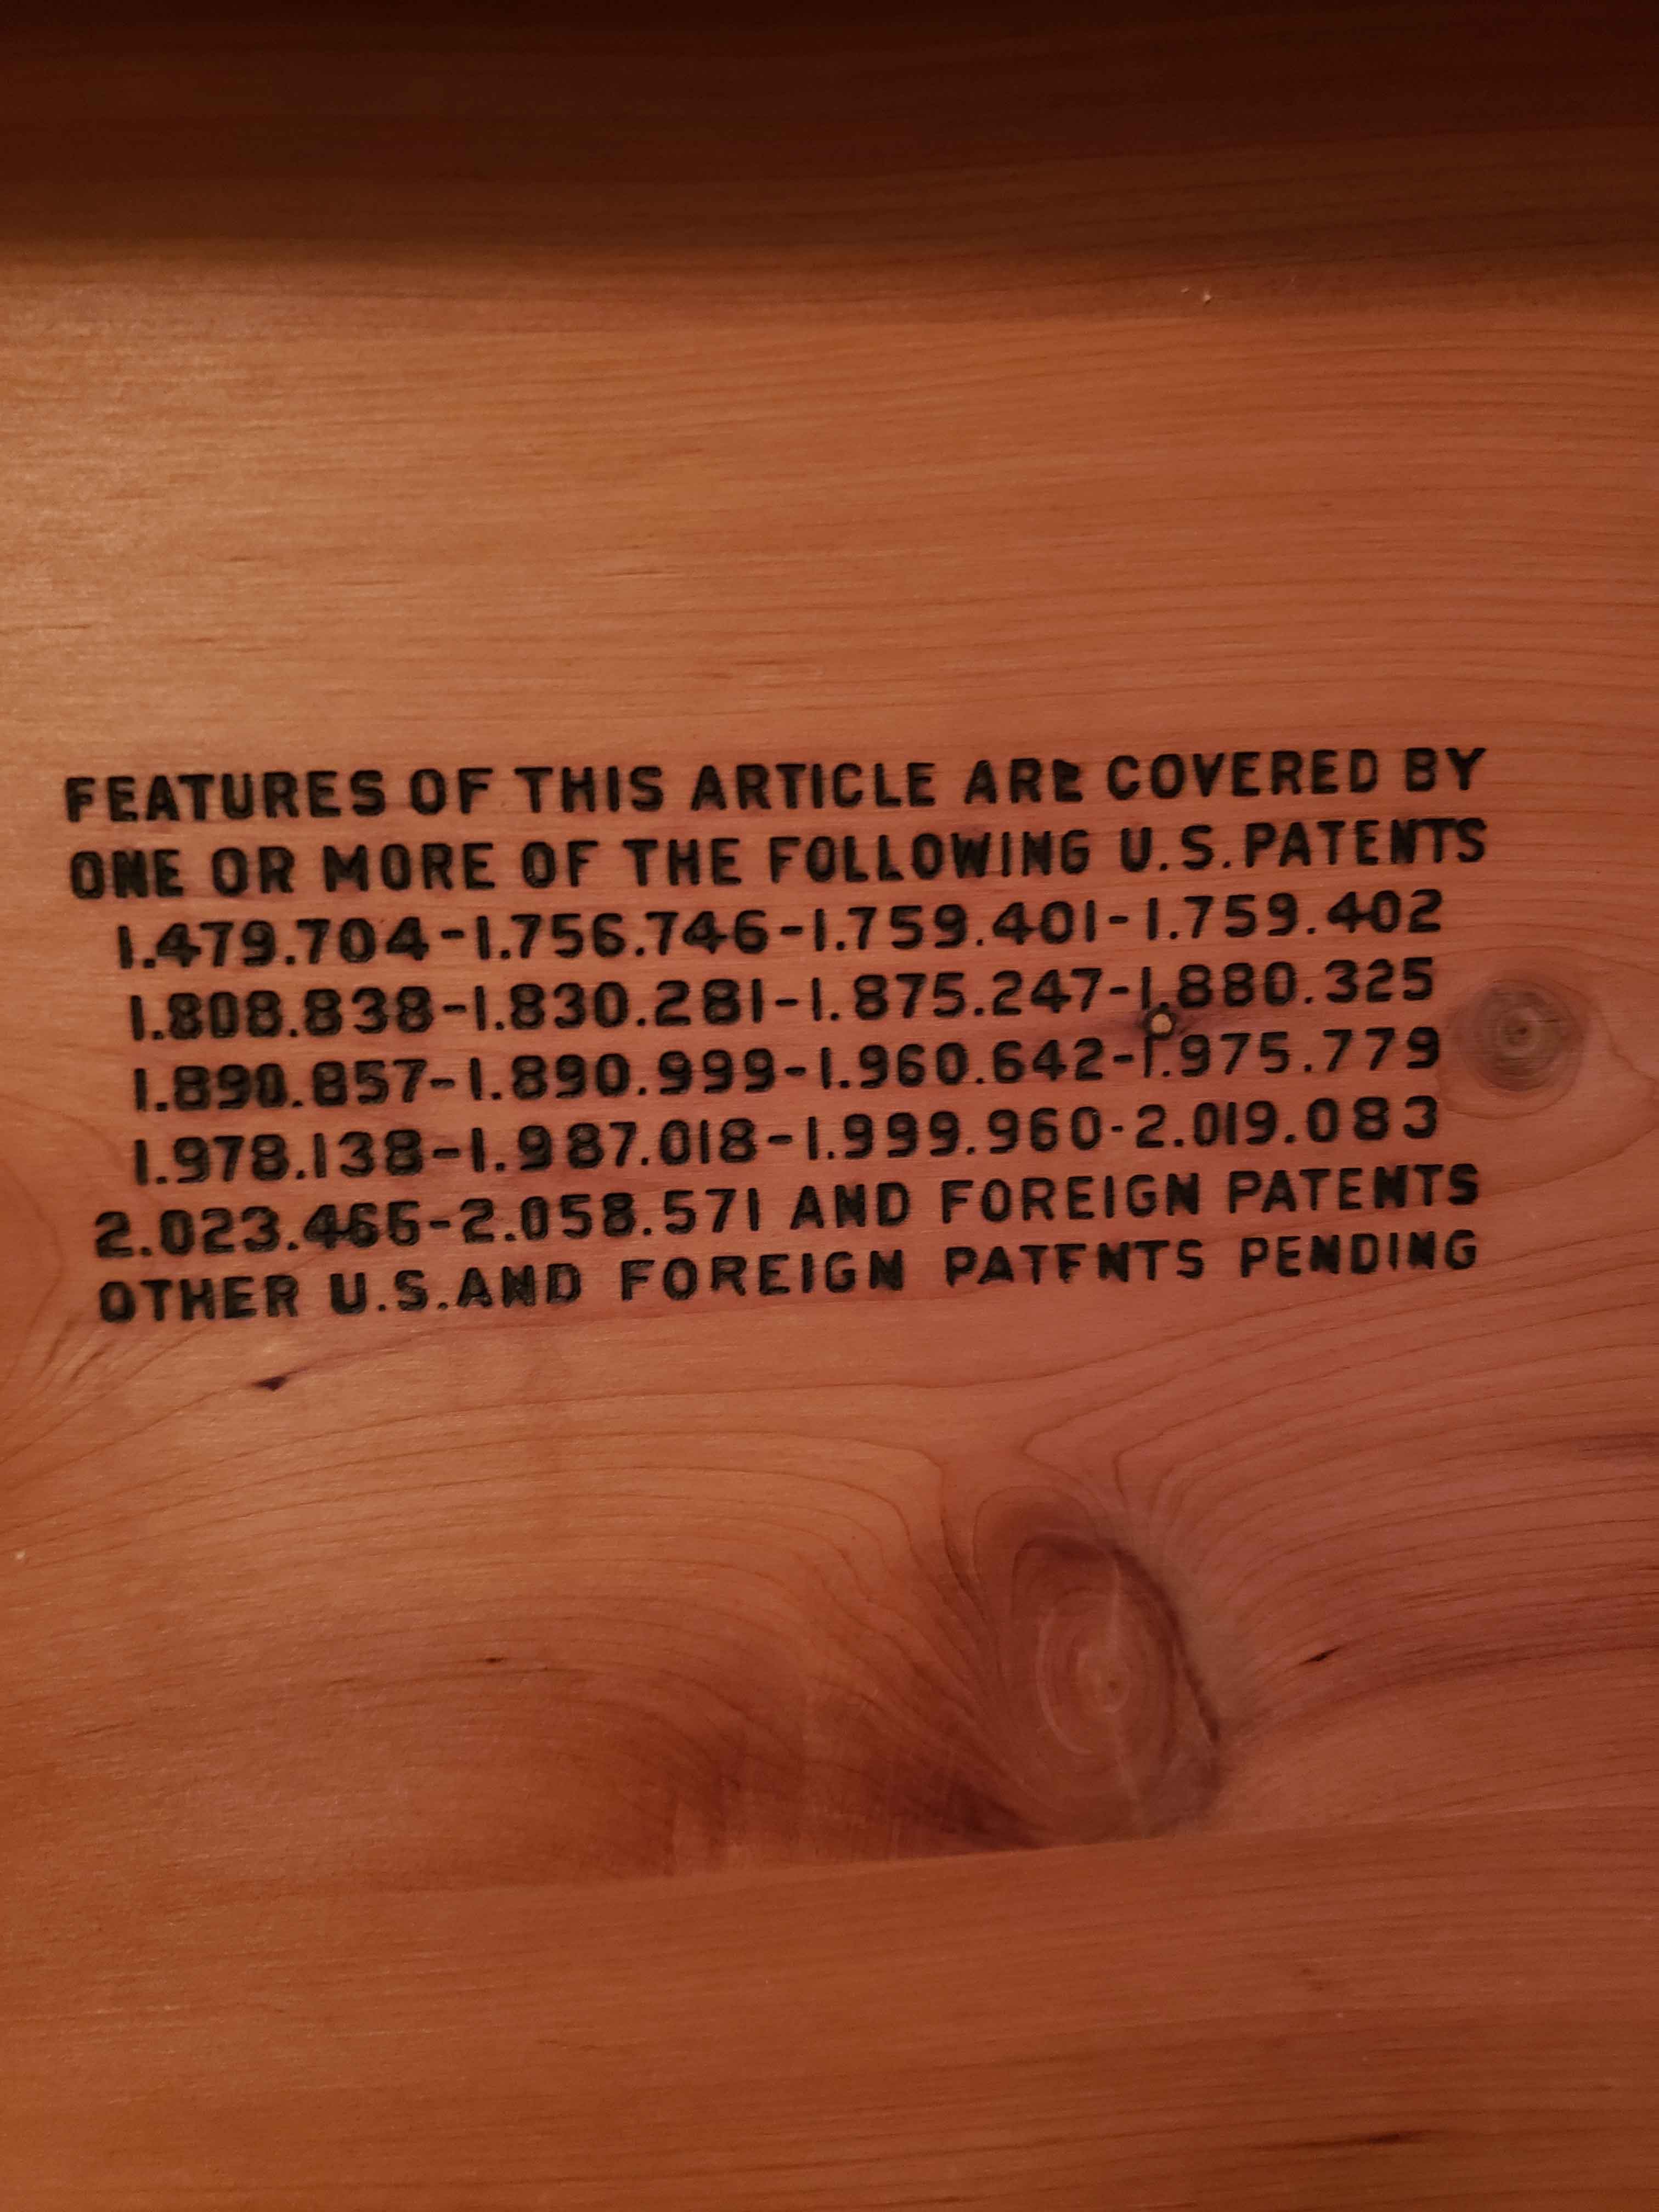 FEATURES OF THIS ARTICLE ARE COVERED BY
ONE OR MORE OF THE FOLLOWING U.S.PATENTS
1.479.704-1.756.746-1.759.401-1.759.402
1.808.838-1.830.281-1.875.247-1.880.325
1.890.857-1.890.999-1.960.642-1.975.779
1.978.138-1.987.018-1.999.960-2.019.083
2.023.466-2.058.571 AND FOREIGN PATENTS
OTHER U.S.AND FOREIGN PATENTS PENDING